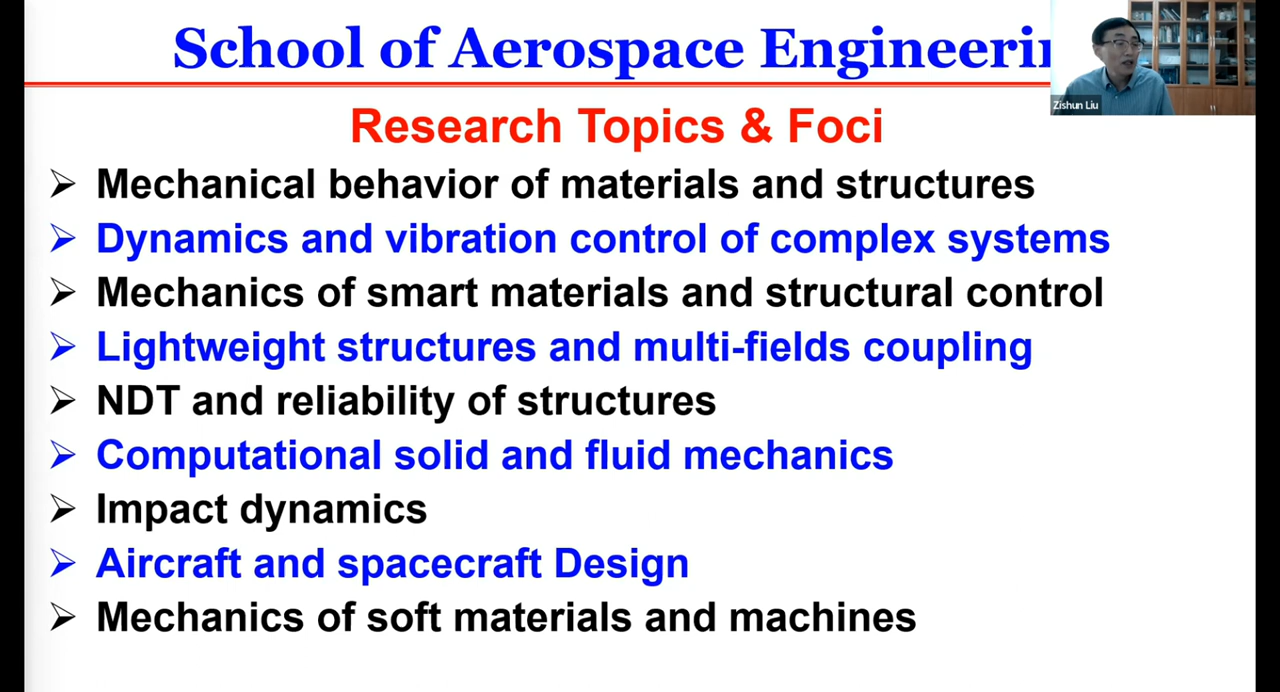 School of Aerospace Engineerin
Zishun Liu
Research Topics & Foci
Mechanical behavior of materials and structures
Dynamics and vibration control of complex systems
Mechanics of smart materials and structural control
Lightweight structures and multi-fields coupling
NDT and reliability of structures
Computational solid and fluid mechanics
Impact dynamics
Aircraft and spacecraft Design
Mechanics of soft materials and machines